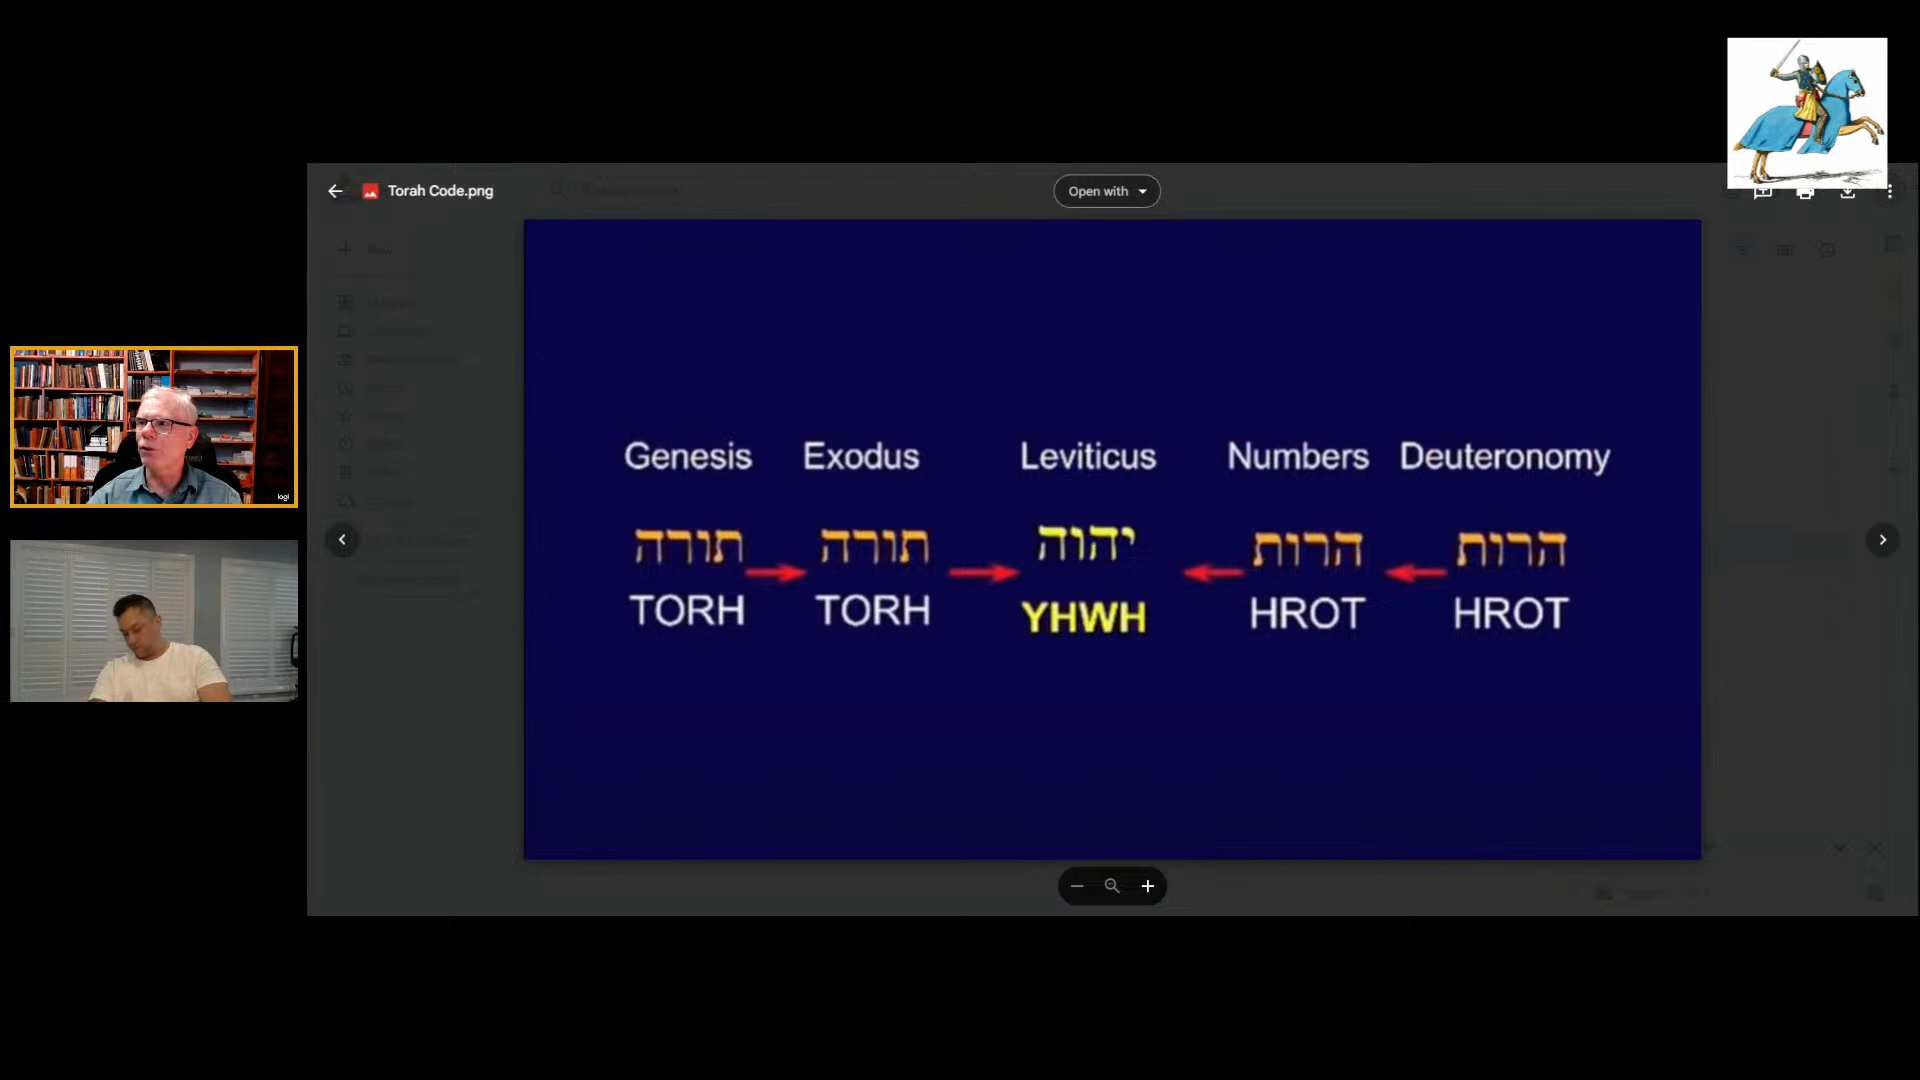 Torah Code.png
Open with
Genesis Exodus Leviticus Numbers Deuteronomy
תורה תורה יהוה הרות הרות
TORH TORH YHWH HROT HROT
logi